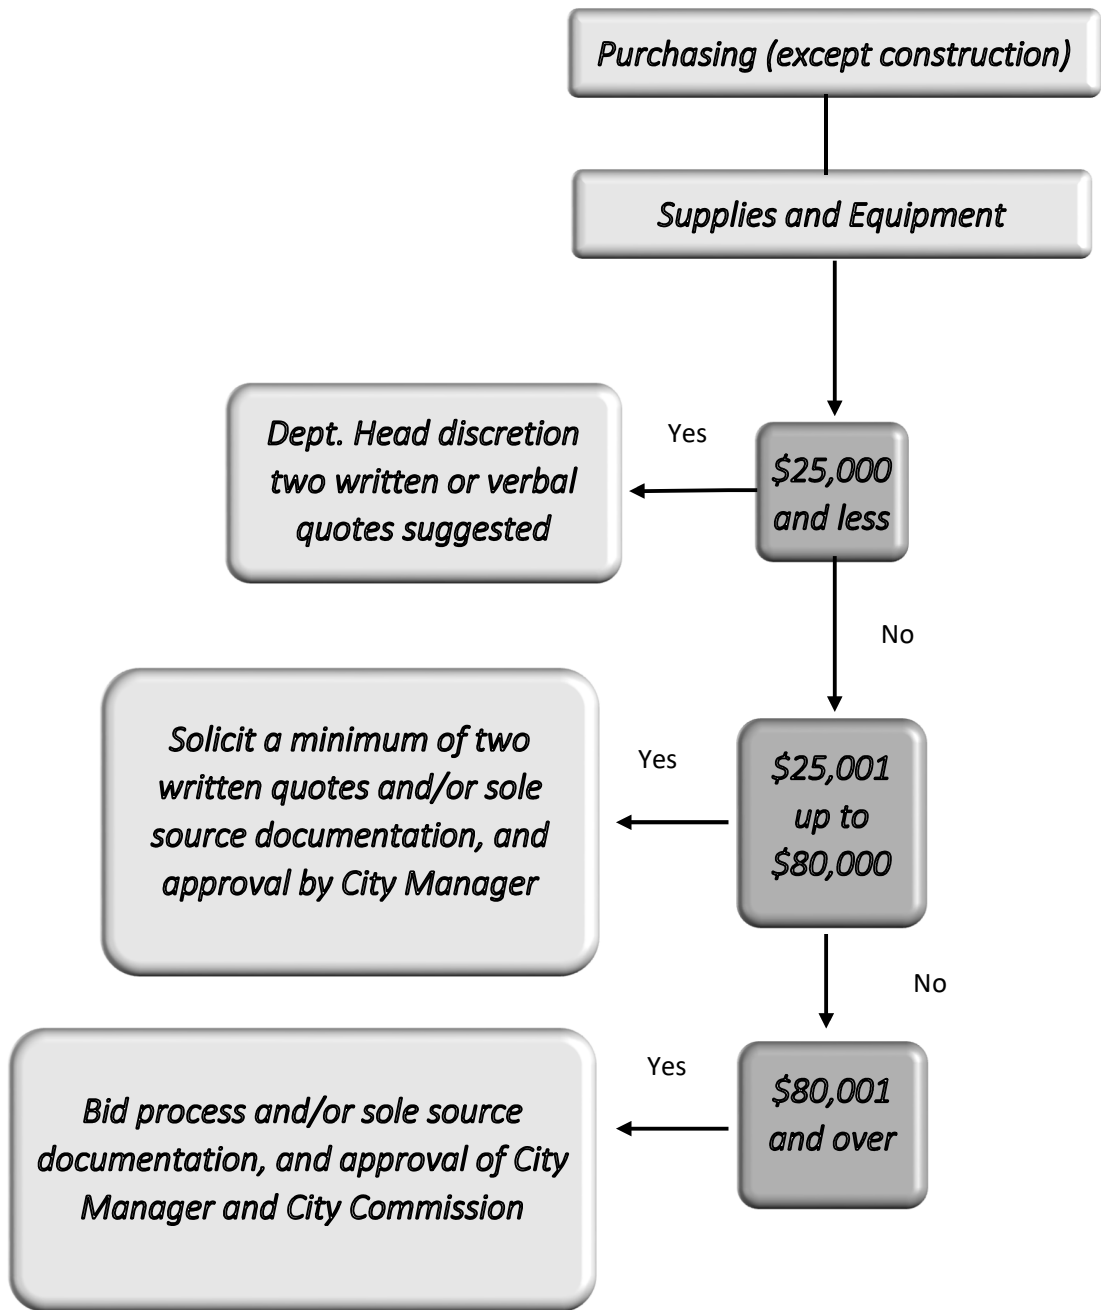 Purchasing (except construction)
Supplies and Equipment
Dept. Head discretion
two written or verbal
quotes suggested
Yes
$25,000
and less
No
Solicit a minimum of two
written quotes and/or sole
source documentation, and
approval by City Manager
Yes
$25,001
up to
$80,000
No
Bid process and/or sole source
documentation, and approval of City
Manager and City Commission
Yes
$80,001
and over